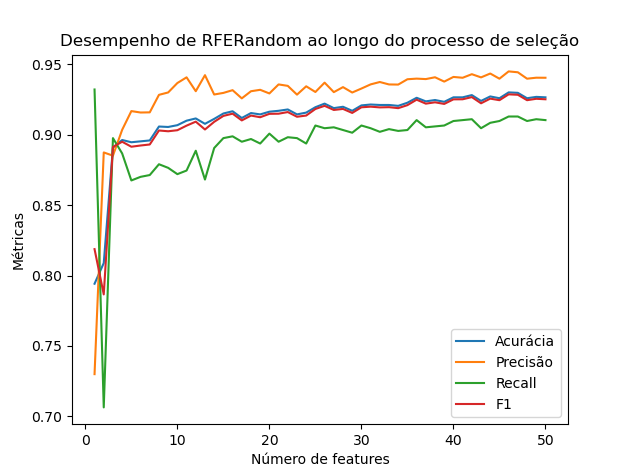 Desempenho de RFERandom ao longo do processo de seleção
0.95
0.90
0.85
0.80
0.75
0.70
Métricas
0
10
20
30
40
50
Número de features
Acurácia
Precisão
Recall
F1